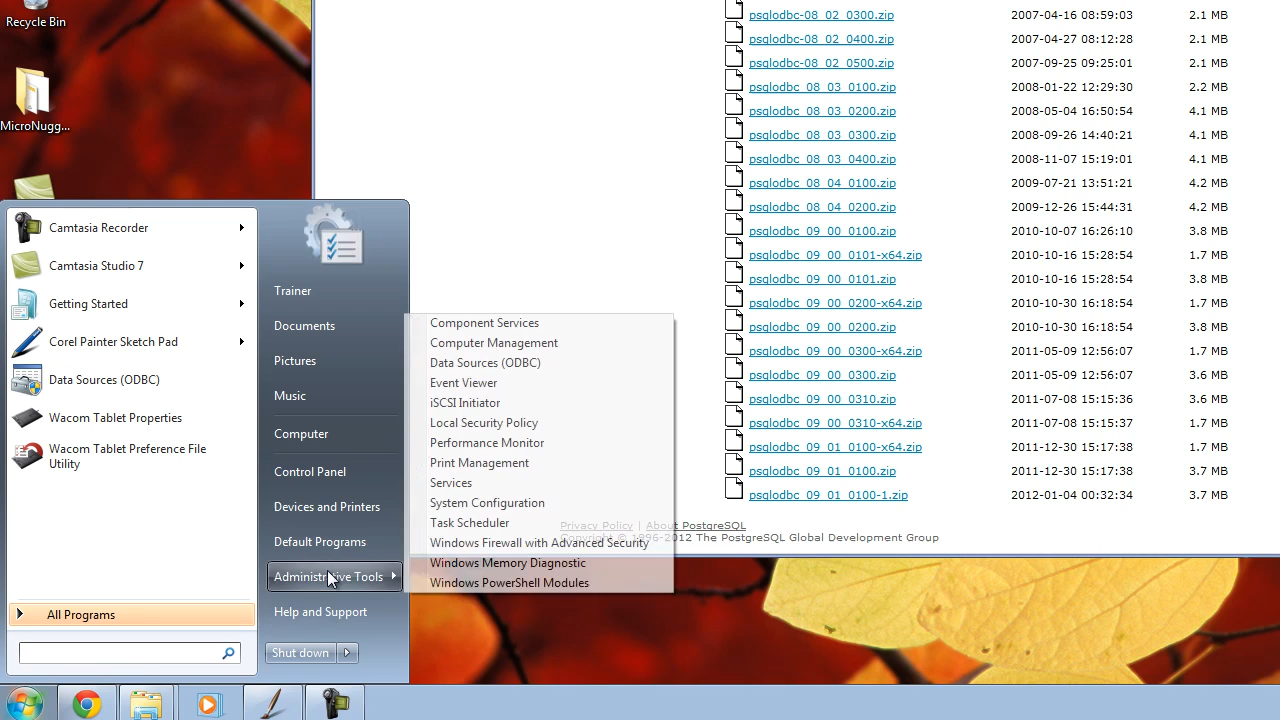 Recycle Bin
MicroNugg...
psqlodbc-08_02_0300.zip 2007-04-16 08:59:03 2.1 MB
psqlodbc-08_02_0400.zip 2007-04-27 08:12:28 2.1 MB
psqlodbc-08_02_0500.zip 2007-09-25 09:25:01 2.1 MB
psqlodbc_08_03_0100.zip 2008-01-22 12:29:30 2.2 MB
psqlodbc_08_03_0200.zip 2008-05-04 16:50:54 4.1 MB
psqlodbc_08_03_0300.zip 2008-09-26 14:40:21 4.1 MB
psqlodbc_08_03_0400.zip 2008-11-07 15:19:01 4.1 MB
psqlodbc_08_04_0100.zip 2009-07-21 13:51:21 4.2 MB
psqlodbc_08_04_0200.zip 2009-12-26 15:44:31 4.2 MB
psqlodbc_09_00_0100.zip 2010-10-07 16:26:10 3.8 MB
psqlodbc_09_00_0101-x64.zip 2010-10-16 15:28:54 1.7 MB
psqlodbc_09_00_0101.zip 2010-10-16 15:28:54 3.8 MB
psqlodbc_09_00_0200-x64.zip 2010-10-30 16:18:54 1.7 MB
psqlodbc_09_00_0200.zip 2010-10-30 16:18:54 3.8 MB
psqlodbc_09_00_0300-x64.zip 2011-05-09 12:56:07 1.7 MB
psqlodbc_09_00_0300.zip 2011-05-09 12:56:07 3.8 MB
psqlodbc_09_00_0310.zip 2011-07-08 15:15:36 3.6 MB
psqlodbc_09_00_0310-x64.zip 2011-07-08 15:15:37 1.7 MB
psqlodbc_09_01_0100-x64.zip 2011-12-30 15:17:38 1.7 MB
psqlodbc_09_01_0100.zip 2011-12-30 15:17:38 3.7 MB
psqlodbc_09_01_0100-1.zip 2012-01-04 00:32:34 3.7 MB
Privacy Policy | About PostgreSQL
Copyright © 1996-2012 The PostgreSQL Global Development Group
Camtasia Recorder
Camtasia Studio 7
Getting Started
Corel Painter Sketch Pad
Data Sources (ODBC)
Wacom Tablet Properties
Wacom Tablet Preference File
Utility
All Programs
Trainer
Documents
Pictures
Music
Computer
Control Panel
Devices and Printers
Default Programs
Administrative Tools
Help and Support
Shut down
Component Services
Computer Management
Data Sources (ODBC)
Event Viewer
iSCSI Initiator
Local Security Policy
Performance Monitor
Print Management
Services
System Configuration
Task Scheduler
Windows Firewall with Advanced Security
Windows Memory Diagnostic
Windows PowerShell Modules